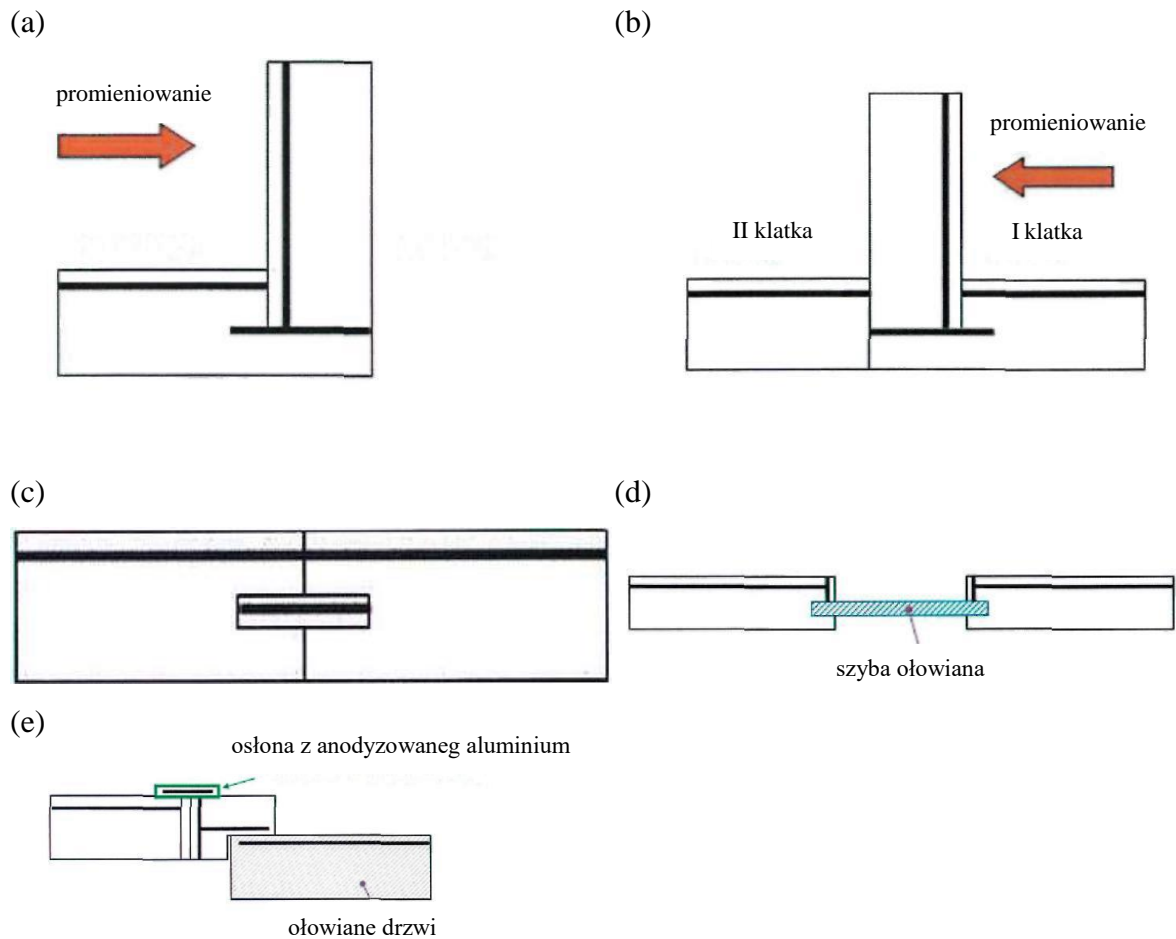 (a)
(b)
promieniowanie
promieniowanie
II klatka
I klatka
(c)
(d)
szyba ołowiana
(e)
osłona z anodyzowaneg aluminium
ołowiane drzwi